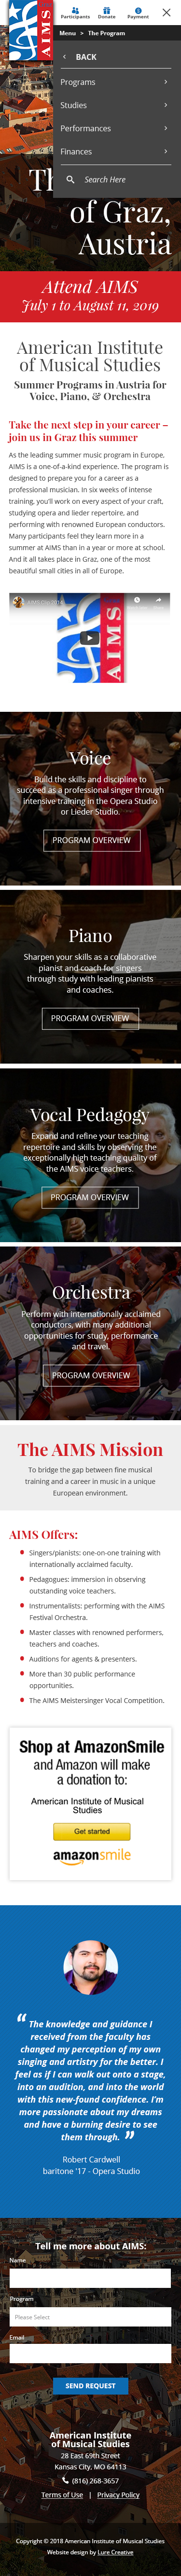 AIMS
Participants Donate Payment
Menu > The Program
BACK
Programs
Studies
Performances
Finances
Search Here
of Graz,
Austria
Attend AIMS
July 1 to August 11, 2019
American Institute
of Musical Studies
Summer Programs in Austria for
Voice, Piano, & Orchestra
Take the next step in your career –
join us in Graz this summer
As the leading summer music program in Europe,
AIMS is a one-of-a-kind experience. The program is
designed to prepare you for a career as a
professional musician. In six weeks of intense
training, you'll work on every aspect of your craft,
studying opera and lieder repertoire, and
performing with renowned European conductors.
Many participants feel they learn more in a
summer at AIMS than in a year or more at school.
And it all takes place in Graz, one of the most
beautiful small cities in all of Europe.
AIMS
Voice
Build the skills and discipline to
succeed as a professional singer through
intensive training in the Opera Studio
or Lieder Studio.
PROGRAM OVERVIEW
Piano
Sharpen your skills as a collaborative
pianist and coach for singers
through study with leading pianists
and coaches.
PROGRAM OVERVIEW
Vocal Pedagogy
Expand and refine your teaching
repertoire and skills by observing the
exceptionally high teaching quality of
the AIMS voice teachers.
PROGRAM OVERVIEW
Orchestra
Perform with internationally acclaimed
conductors, with many additional
opportunities for study, performance
and travel.
PROGRAM OVERVIEW
The AIMS Mission
To bridge the gap between fine musical
training and a career in music in a unique
European environment.
AIMS Offers:
Singers/pianists: one-on-one training with
internationally acclaimed faculty.
Pedagogues: immersion in observing
outstanding voice teachers.
Instrumentalists: performing with the AIMS
Festival Orchestra.
Master classes with renowned performers,
teachers and coaches.
Auditions for agents & presenters.
More than 30 public performance
opportunities.
The AIMS Meistersinger Vocal Competition.
Shop at AmazonSmile
and Amazon will make
a donation to:
American Institute of Musical
Studies
Get started
amazonsmile
“ The knowledge and guidance I
received from the faculty has
changed my perception of my own
singing and artistry for the better. I
feel as if I can walk out onto a stage,
into an audition, and into the world
with this new-found confidence. I'm
more passionate about my dreams
and have a burning desire to see
them through. ”
Robert Cardwell
baritone '17 - Opera Studio
Tell me more about AIMS:
Name
Program
Please Select
Email
SEND REQUEST
American Institute
of Musical Studies
28 East 69th Street
Kansas City, MO 64113
(816) 268-3657
Terms of Use | Privacy Policy
Copyright © 2018 American Institute of Musical Studies
Website design by Lure Creative